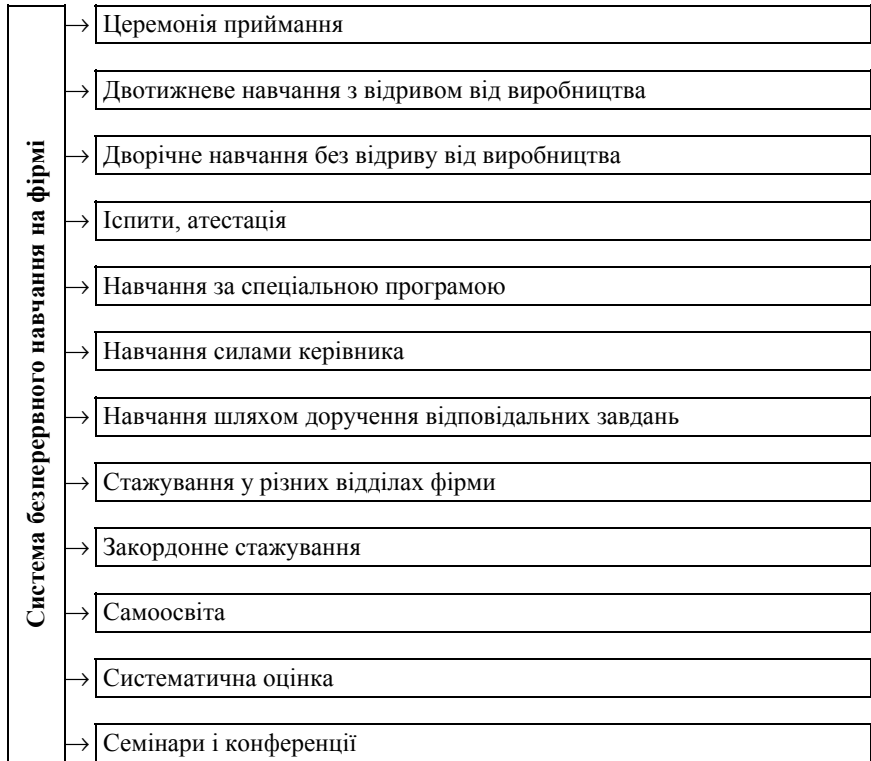 Система безперервного навчання на фірмі
→ Церемонія приймання
→ Двотижневе навчання з відривом від виробництва
→ Дворічне навчання без відриву від виробництва
→ Іспити, атестація
→ Навчання за спеціальною програмою
→ Навчання силами керівника
→ Навчання шляхом доручення відповідальних завдань
→ Стажування у різних відділах фірми
→ Закордонне стажування
→ Самоосвіта
→ Систематична оцінка
→ Семінари і конференції